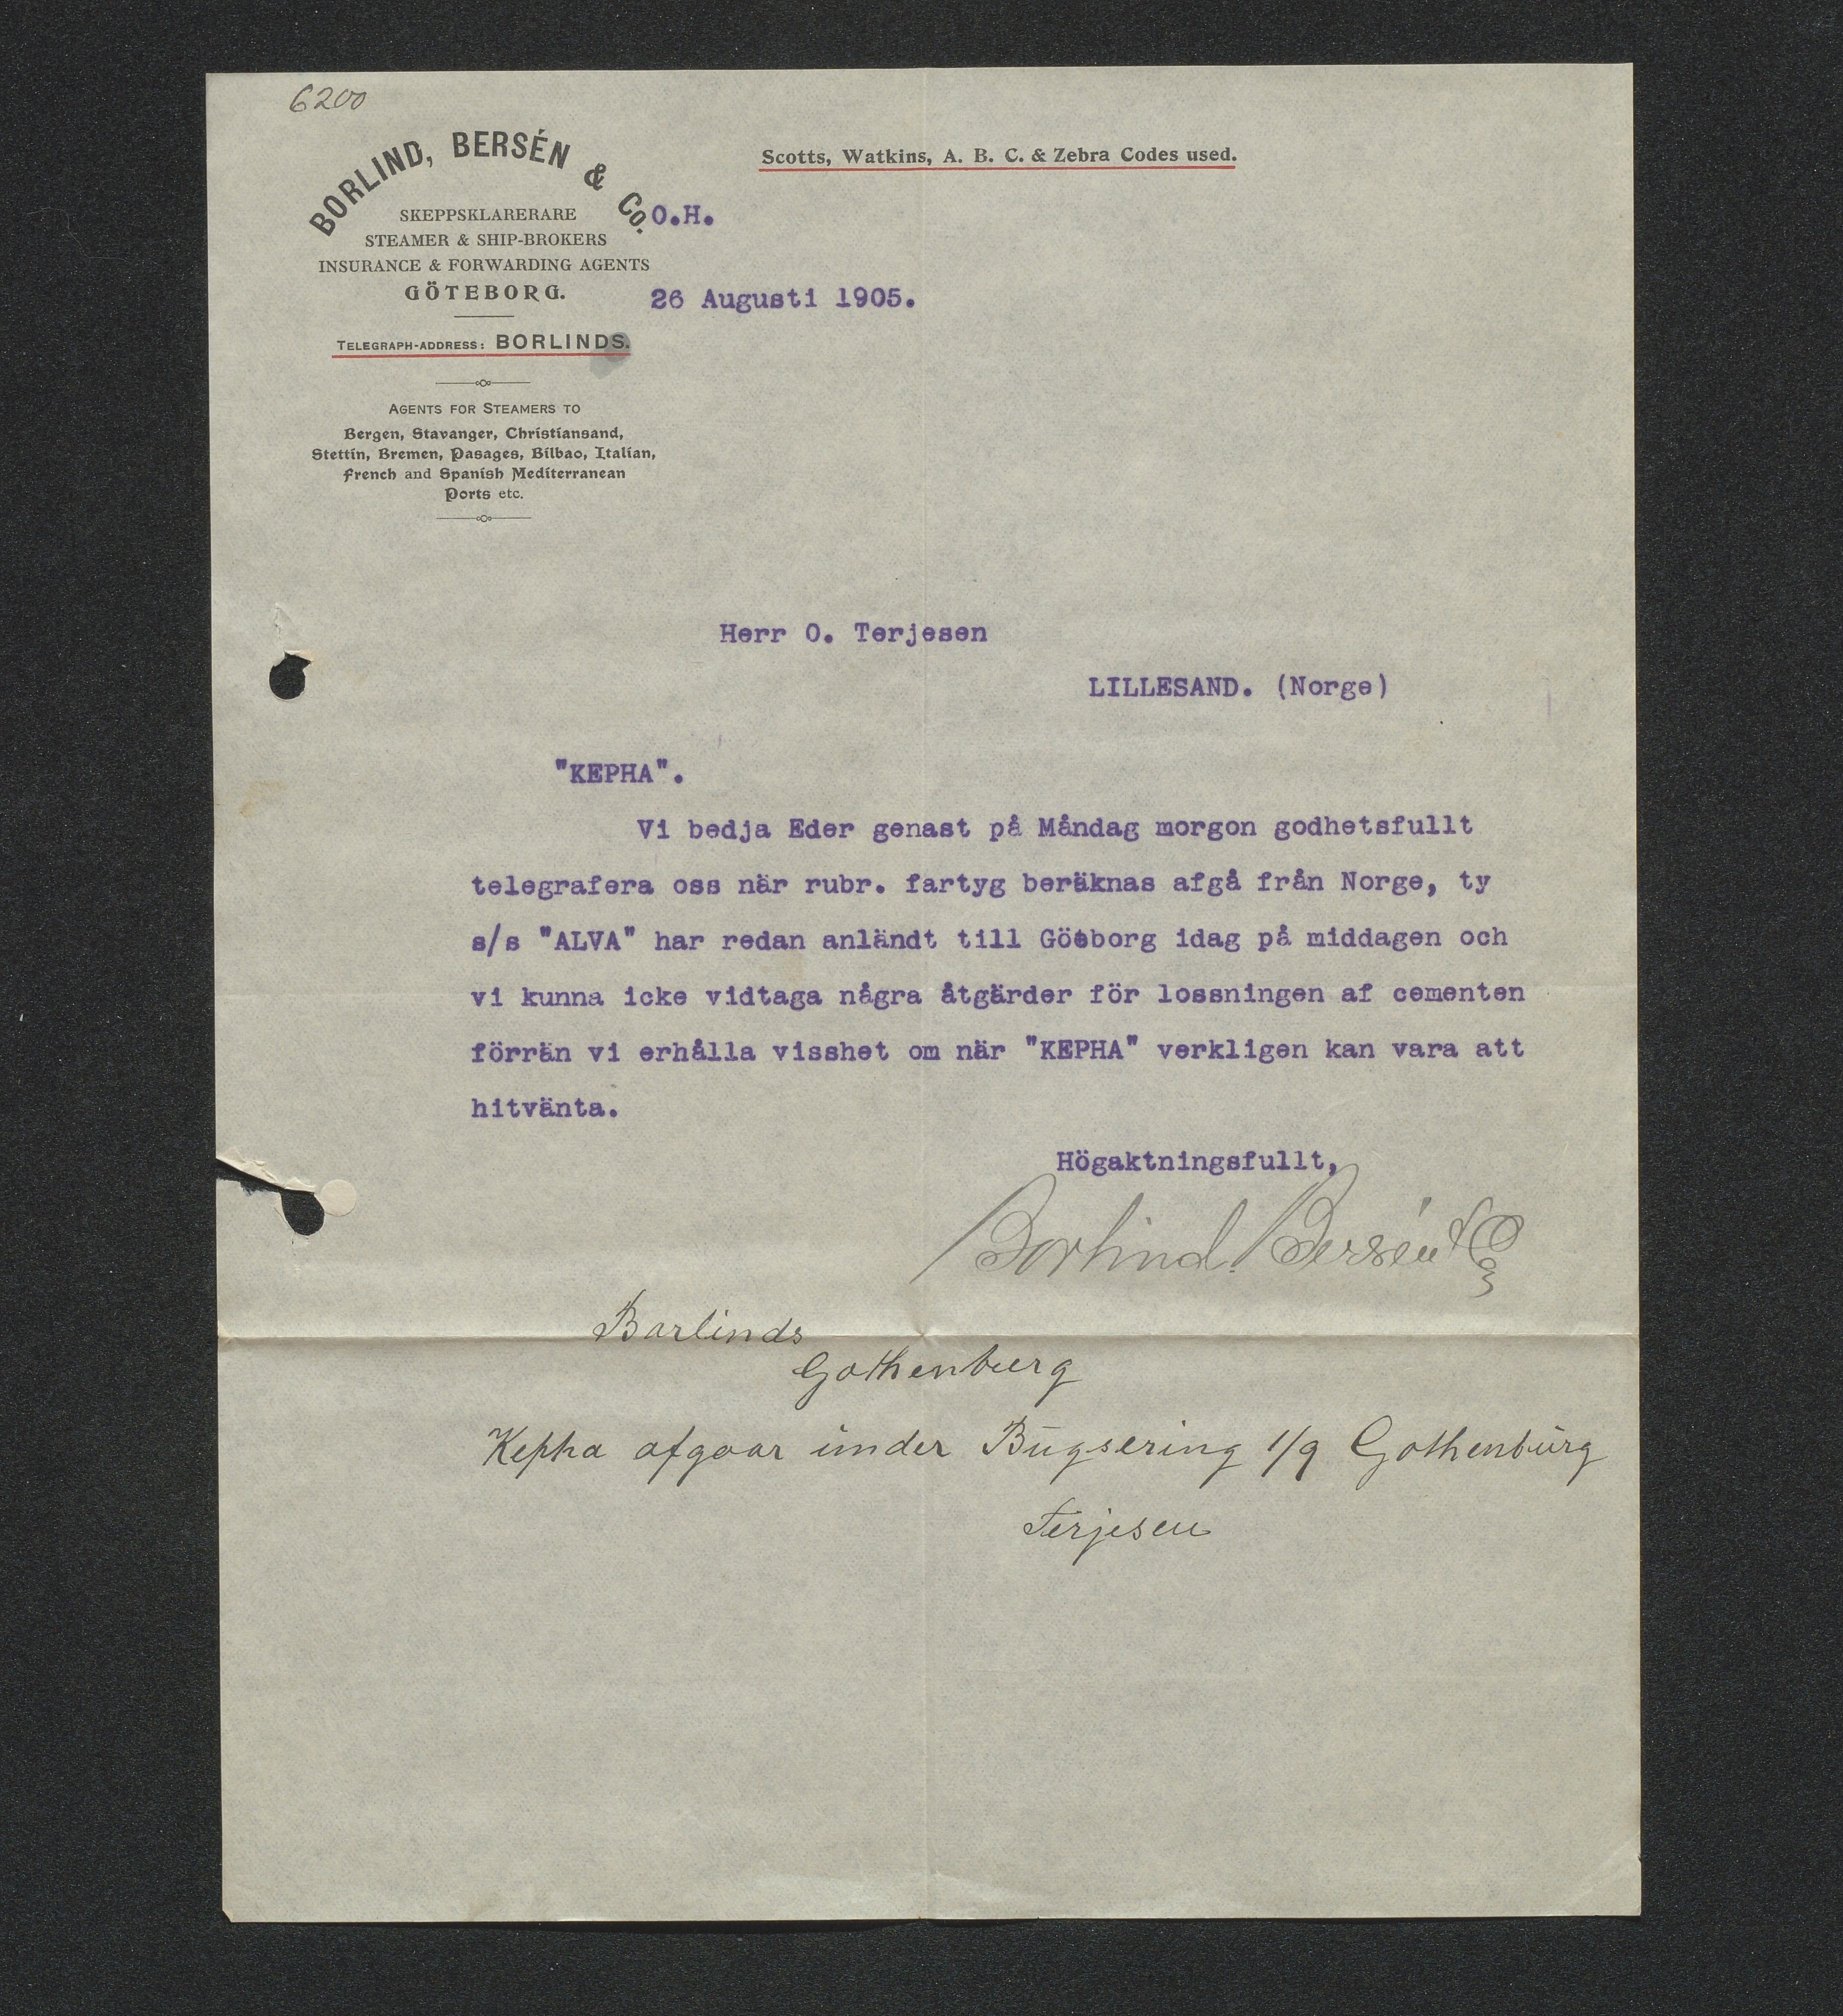 6200
BORLIND, BERSÉN & Co.
SKEPPSKLARERARE
STEAMER & SHIP-BROKERS
INSURANCE & FORWARDING AGENTS
GÖTEBORG.
TELEGRAPH-ADDRESS: BORLINDS.
AGENTS FOR STEAMERS TO
Bergen, Stavanger, Christiansand,
Stettin, Bremen, Pasages, Bilbao, Italian,
French and Spanish Mediterranean
Ports etc.
Scotts, Watkins, A. B. C. & Zebra Codes used.
O.H.
26 Augusti 1905.
Herr O. Terjesen
LILLESAND. (Norge)
"KEPHA".
Vi bedja Eder genast på Måndag morgon godhetsfullt
telegrafera oss när rubr. fartyg beräknas afgå från Norge, ty
s/s "ALVA" har redan anländt till Göteborg idag på middagen och
vi kunna icke vidtaga några åtgärder för lossningen af cementen
förrän vi erhålla visshet om när "KEPHA" verkligen kan vara att
hitvänta.
Högaktningsfullt,
Borlind. Bersén & Co
Borlinds
Gothenburg
Kepha afgaar under Bugsering 1/9 Gothenburg
Terjesen